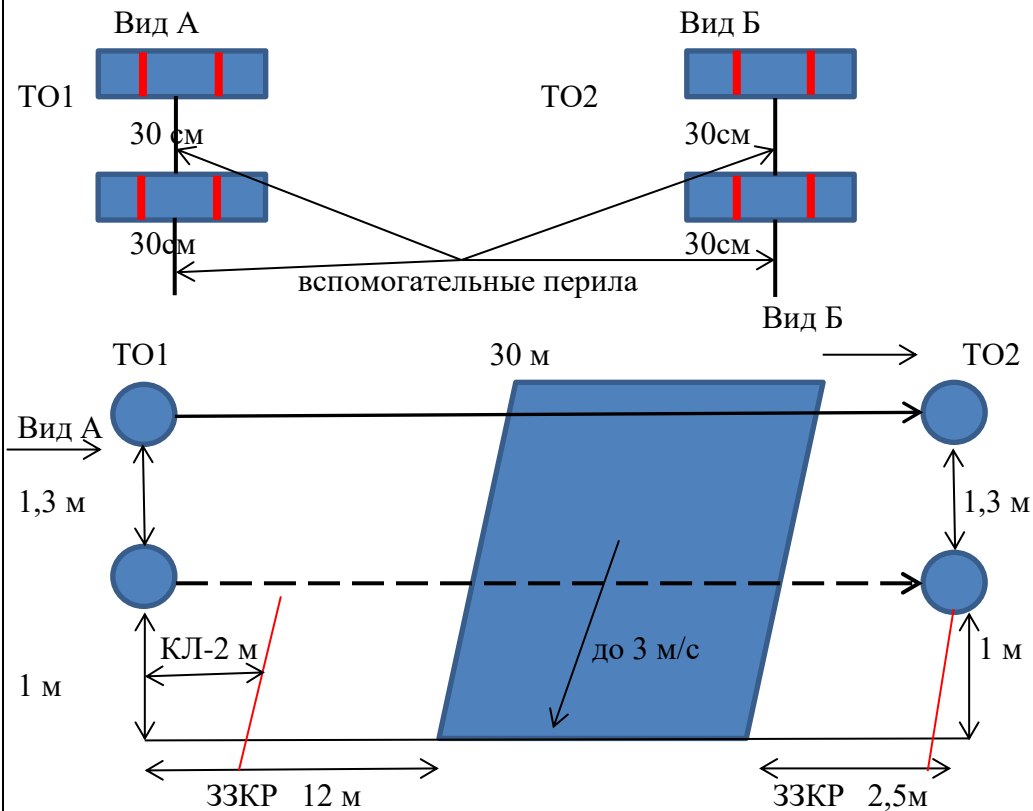 Вид А
Вид Б
ТО1
ТО2
30 см
30см
30см
30см
вспомогательные перила
Вид Б
ТО1
30 м
ТО2
Вид А
1,3 м
1,3 м
КЛ-2 м
до 3 м/с
1 м
1 м
ЗЗКР 12 м
ЗЗКР 2,5м